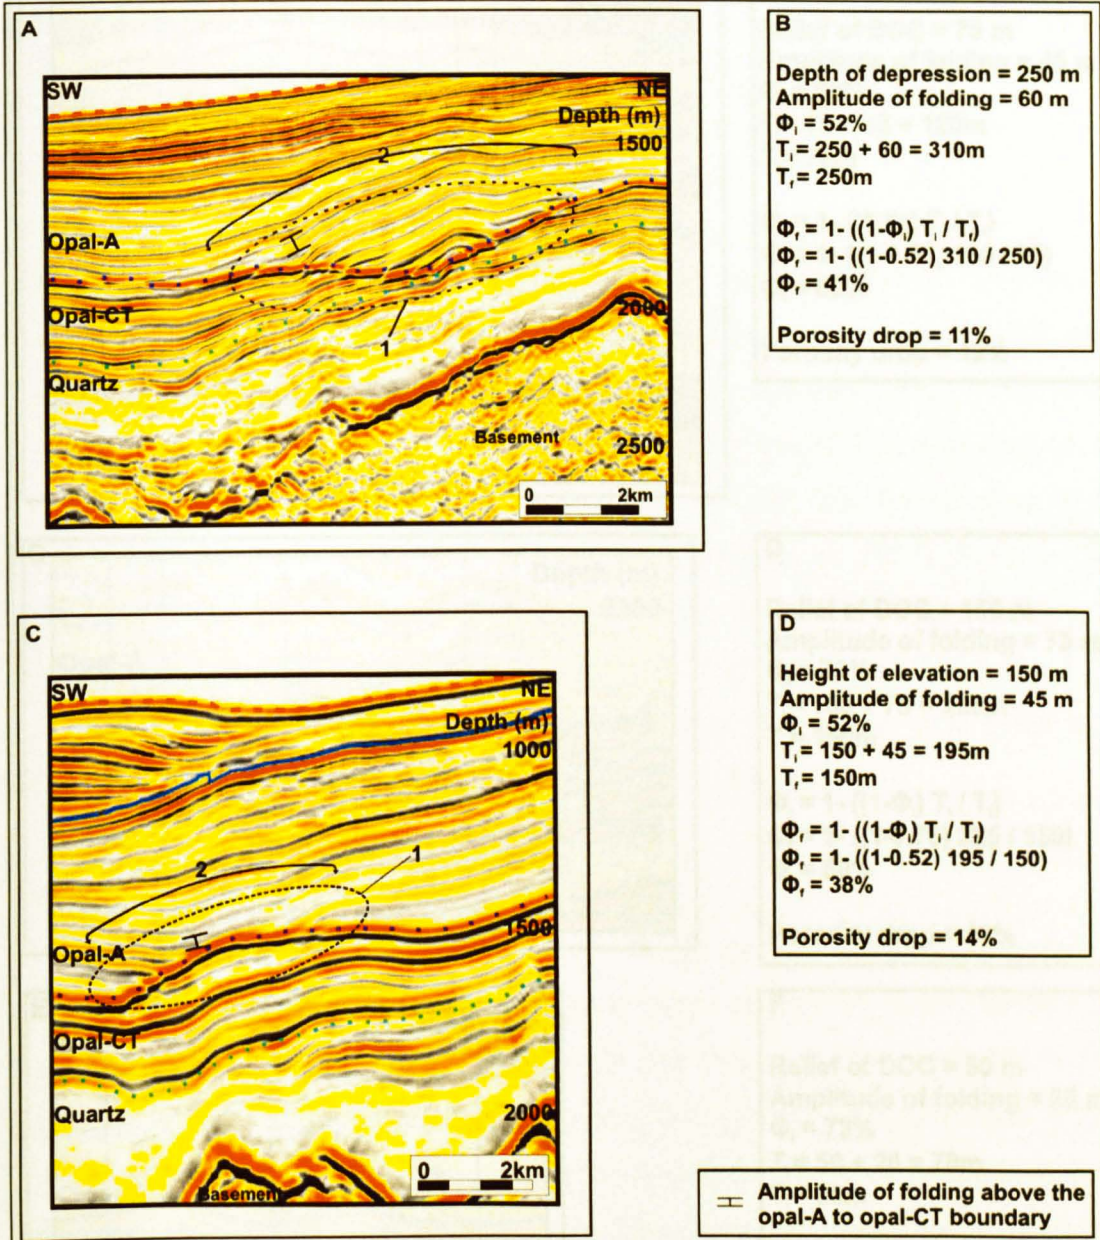 A
SW
NE
Depth (m)
1500
2
Opal-A
Opal-CT
2000
1
Quartz
Basement
2500
0 2km
B
Depth of depression = 250 m
Amplitude of folding = 60 m
Φi = 52%
Ti = 250 + 60 = 310m
Tf = 250m
Φf = 1- ((1-Φi) Ti / Tf)
Φf = 1- ((1-0.52) 310 / 250)
Φf = 41%
Porosity drop = 11%
C
SW
NE
Depth (m)
1000
1
2
1500
Opal-A
Opal-CT
Quartz
2000
0 2km
Basement
D
Height of elevation = 150 m
Amplitude of folding = 45 m
Φi = 52%
Ti = 150 + 45 = 195m
Tf = 150m
Φf = 1- ((1-Φi) Ti / Tf)
Φf = 1- ((1-0.52) 195 / 150)
Φf = 38%
Porosity drop = 14%
Amplitude of folding above the
opal-A to opal-CT boundary